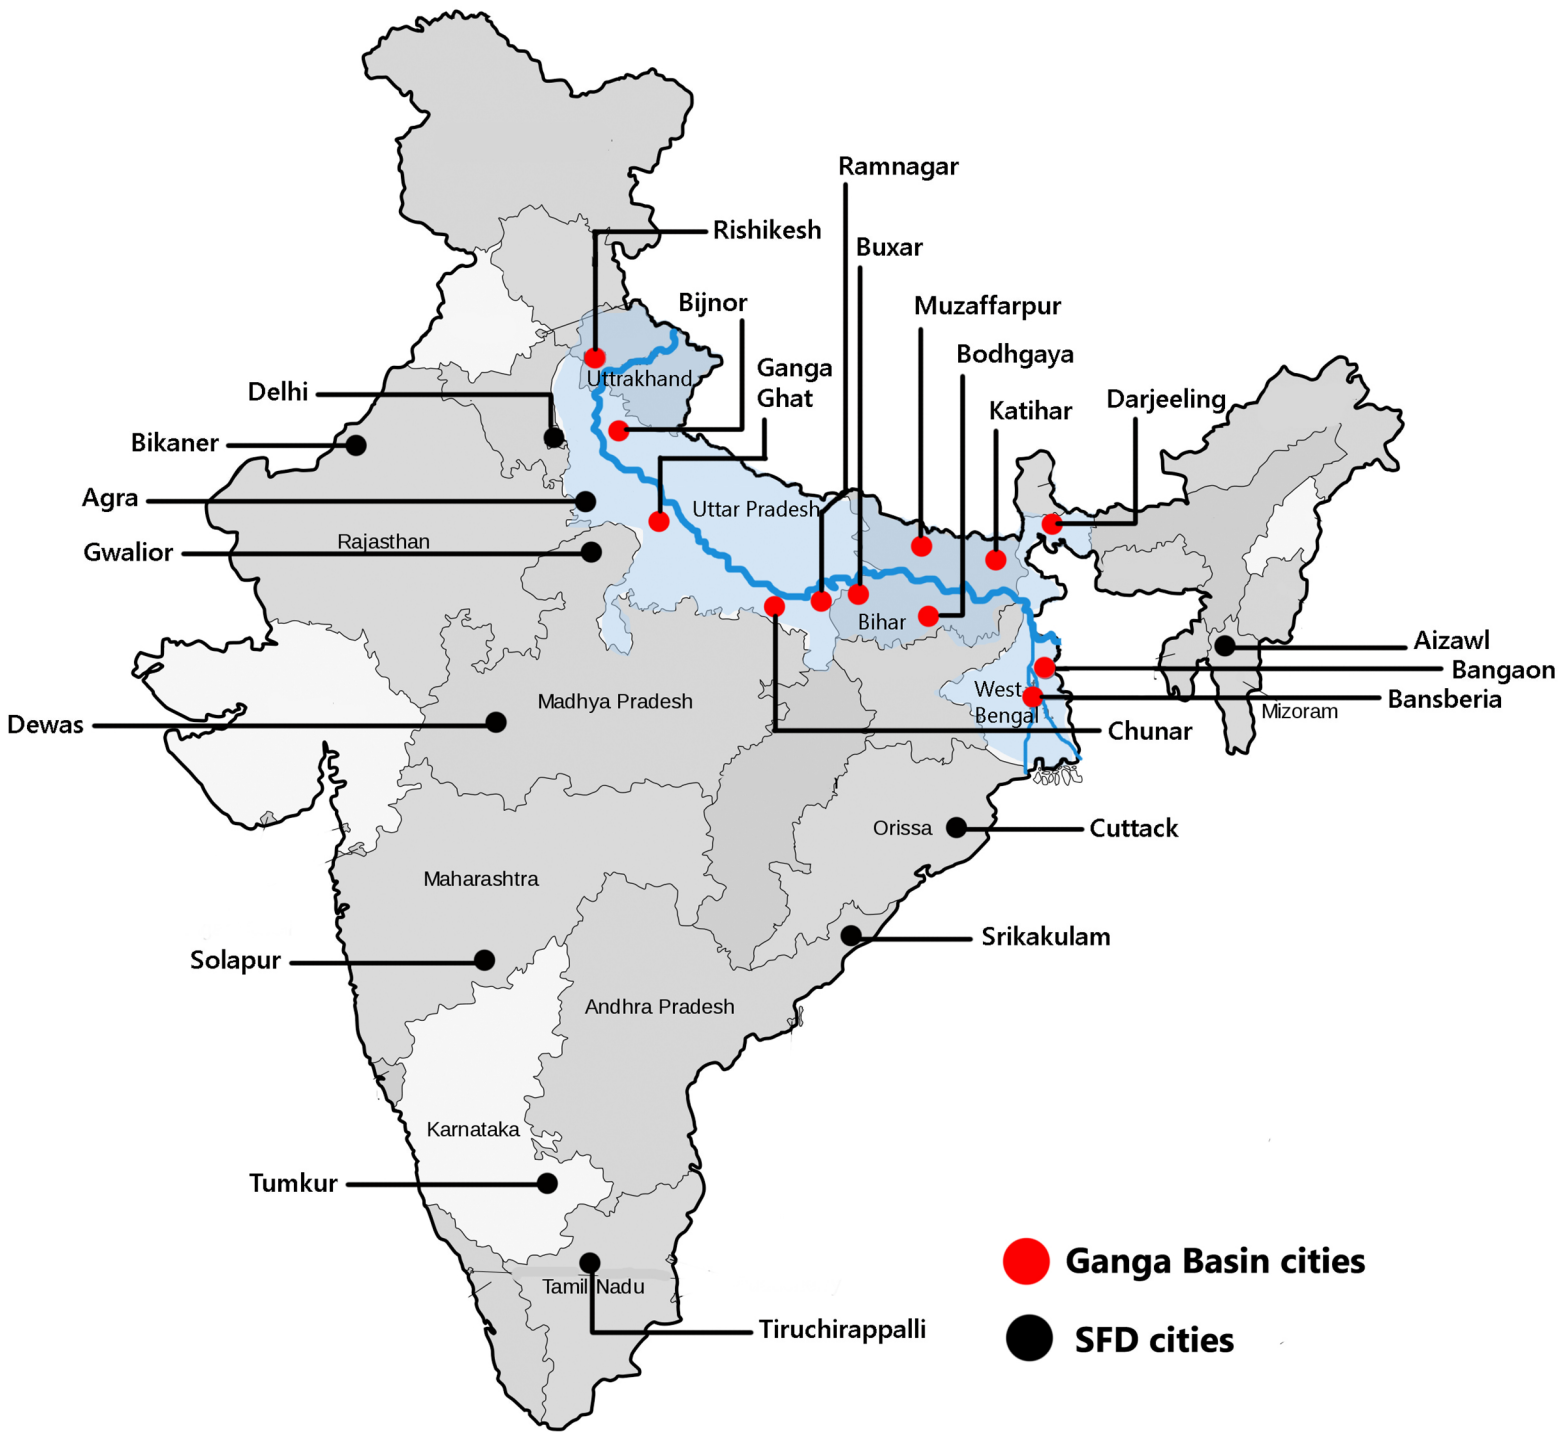 Ramnagar
Rishikesh
Buxar
Bijnor
Muzaffarpur
Bodhgaya
Ganga
Ghat
Uttrakhand
Delhi
Katihar
Darjeeling
Bikaner
Agra
Uttar Pradesh
Rajasthan
Gwalior
Bihar
Aizawl
Bangaon
West
Bengal
Bansberia
Madhya Pradesh
Mizoram
Dewas
Chunar
Orissa
Cuttack
Maharashtra
Srikakulam
Solapur
Andhra Pradesh
Karnataka
Tumkur
Ganga Basin cities
Tamil Nadu
Tiruchirappalli
SFD cities